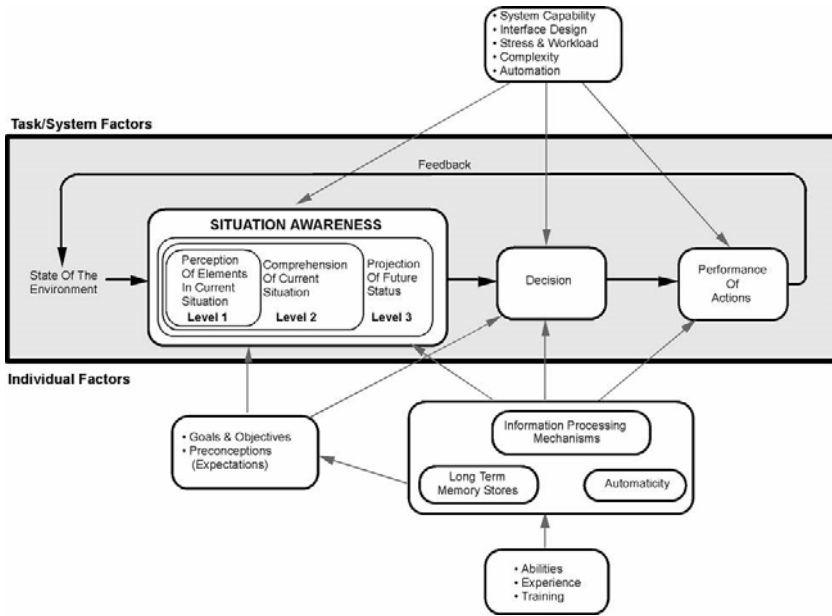 • System Capability
• Interface Design
• Stress & Workload
• Complexity
• Automation
Task/System Factors
Feedback
SITUATION AWARENESS
State Of The
Environment
Perception
Of Elements
In Current
Situation
Level 1
Comprehension
Of Current
Situation
Level 2
Projection
Of Future
Status
Level 3
Decision
Performance
Of
Actions
Individual Factors
• Goals & Objectives
• Preconceptions
(Expectations)
Information Processing
Mechanisms
Long Term
Memory Stores
Automaticity
• Abilities
• Experience
• Training